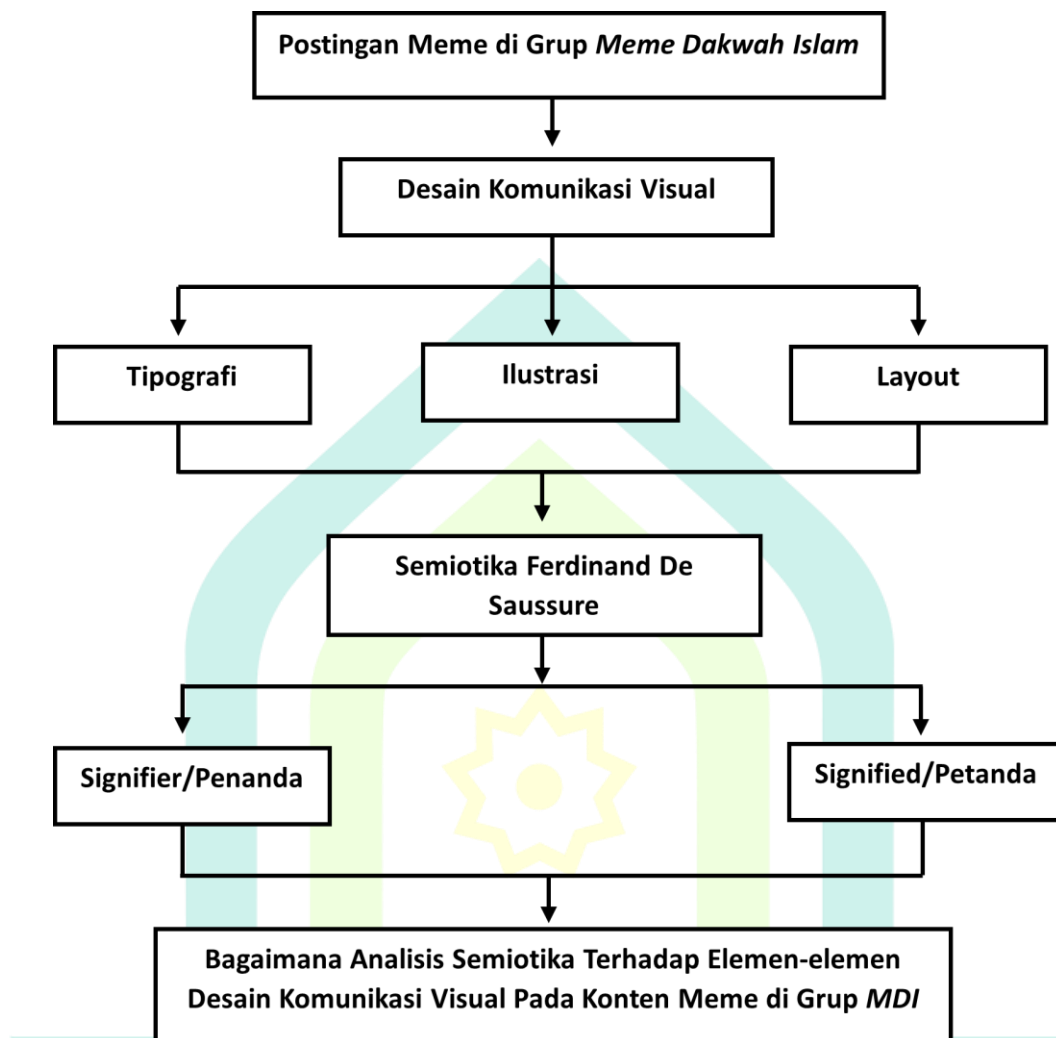 Postingan Meme di Grup Meme Dakwah Islam
Desain Komunikasi Visual
Tipografi
Ilustrasi
Layout
Semiotika Ferdinand De
Saussure
Signifier/Penanda
Signified/Petanda
Bagaimana Analisis Semiotika Terhadap Elemen-elemen
Desain Komunikasi Visual Pada Konten Meme di Grup MDI